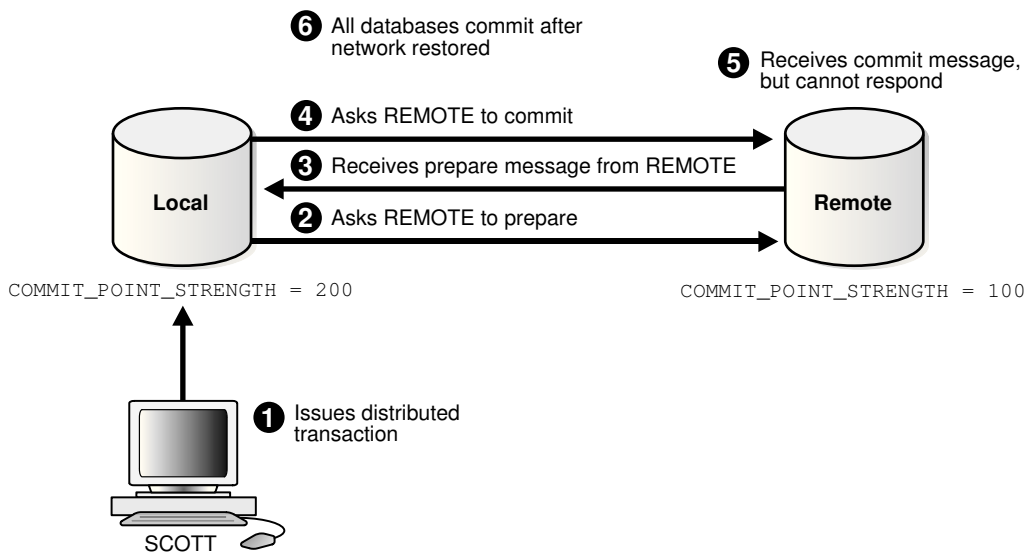 6 All databases commit after
network restored
5 Receives commit message,
but cannot respond
4 Asks REMOTE to commit
3 Receives prepare message from REMOTE
Local
Remote
2 Asks REMOTE to prepare
COMMIT_POINT_STRENGTH = 200
COMMIT_POINT_STRENGTH = 100
1 Issues distributed
transaction
SCOTT